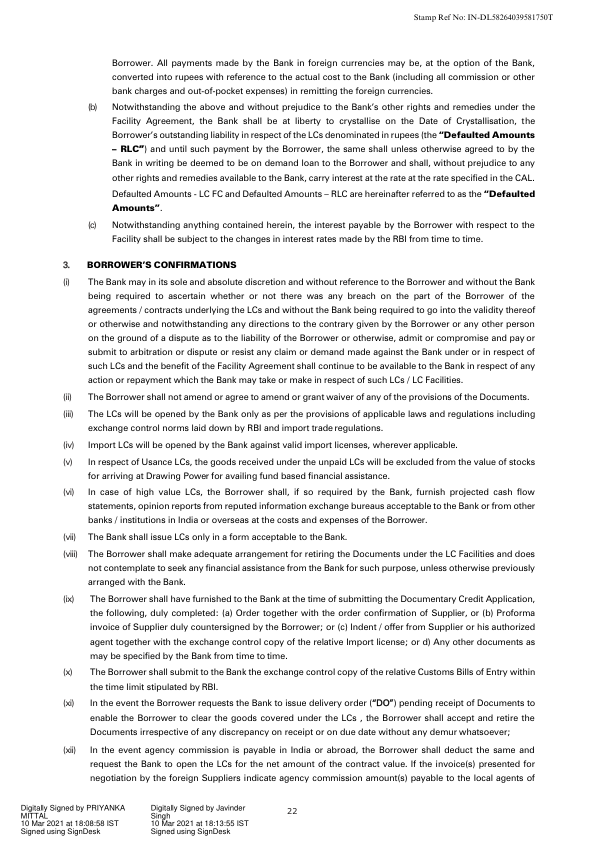 Stamp Ref No: IN-DL58264039581750T
Borrower. All payments made by the Bank in foreign currencies may be, at the option of the Bank,
converted into rupees with reference to the actual cost to the Bank (including all commission or other
bank charges and out-of-pocket expenses) in remitting the foreign currencies.
(b) Notwithstanding the above and without prejudice to the Bank's other rights and remedies under the
Facility Agreement, the Bank shall be at liberty to crystallise on the Date of Crystallisation, the
Borrower's outstanding liability in respect of the LCs denominated in rupees (the "Defaulted Amounts
– RLC") and until such payment by the Borrower, the same shall unless otherwise agreed to by the
Bank in writing be deemed to be on demand loan to the Borrower and shall, without prejudice to any
other rights and remedies available to the Bank, carry interest at the rate at the rate specified in the CAL.
Defaulted Amounts - LC FC and Defaulted Amounts – RLC are hereinafter referred to as the "Defaulted
Amounts".
(c) Notwithstanding anything contained herein, the interest payable by the Borrower with respect to the
Facility shall be subject to the changes in interest rates made by the RBI from time to time.
3. BORROWER'S CONFIRMATIONS
(i) The Bank may in its sole and absolute discretion and without reference to the Borrower and without the Bank
being required to ascertain whether or not there was any breach on the part of the Borrower of the
agreements / contracts underlying the LCs and without the Bank being required to go into the validity thereof
or otherwise and notwithstanding any directions to the contrary given by the Borrower or any other person
on the ground of a dispute as to the liability of the Borrower or otherwise, admit or compromise and pay or
submit to arbitration or dispute or resist any claim or demand made against the Bank under or in respect of
such LCs and the benefit of the Facility Agreement shall continue to be available to the Bank in respect of any
action or repayment which the Bank may take or make in respect of such LCs / LC Facilities.
(ii) The Borrower shall not amend or agree to amend or grant waiver of any of the provisions of the Documents.
(iii) The LCs will be opened by the Bank only as per the provisions of applicable laws and regulations including
exchange control norms laid down by RBI and import trade regulations.
(iv) Import LCs will be opened by the Bank against valid import licenses, wherever applicable.
(v) In respect of Usance LCs, the goods received under the unpaid LCs will be excluded from the value of stocks
for arriving at Drawing Power for availing fund based financial assistance.
(vi) In case of high value LCs, the Borrower shall, if so required by the Bank, furnish projected cash flow
statements, opinion reports from reputed information exchange bureaus acceptable to the Bank or from other
banks / institutions in India or overseas at the costs and expenses of the Borrower.
(vii) The Bank shall issue LCs only in a form acceptable to the Bank.
(viii) The Borrower shall make adequate arrangement for retiring the Documents under the LC Facilities and does
not contemplate to seek any financial assistance from the Bank for such purpose, unless otherwise previously
arranged with the Bank.
(ix) The Borrower shall have furnished to the Bank at the time of submitting the Documentary Credit Application,
the following, duly completed: (a) Order together with the order confirmation of Supplier, or (b) Proforma
invoice of Supplier duly countersigned by the Borrower; or (c) Indent / offer from Supplier or his authorized
agent together with the exchange control copy of the relative Import license; or d) Any other documents as
may be specified by the Bank from time to time.
(x) The Borrower shall submit to the Bank the exchange control copy of the relative Customs Bills of Entry within
the time limit stipulated by RBI.
(xi) In the event the Borrower requests the Bank to issue delivery order ("DO") pending receipt of Documents to
enable the Borrower to clear the goods covered under the LCs , the Borrower shall accept and retire the
Documents irrespective of any discrepancy on receipt or on due date without any demur whatsoever;
(xii) In the event agency commission is payable in India or abroad, the Borrower shall deduct the same and
request the Bank to open the LCs for the net amount of the contract value. If the invoice(s) presented for
negotiation by the foreign Suppliers indicate agency commission amount(s) payable to the local agents of
22
Digitally Signed by PRIYANKA
MITTAL
10 Mar 2021 at 18:08:58 IST
Signed using SignDesk
Digitally Signed by Javinder
Singh
10 Mar 2021 at 18:13:55 IST
Signed using SignDesk